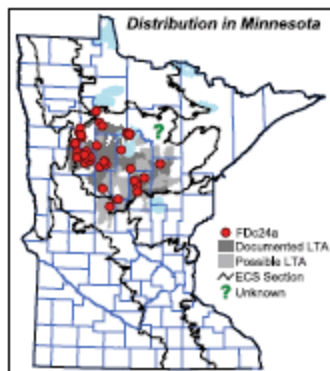 Distribution in Minnesota
?
FDc24a
Documented LTA
Possible LTA
ECS Section
? Unknown